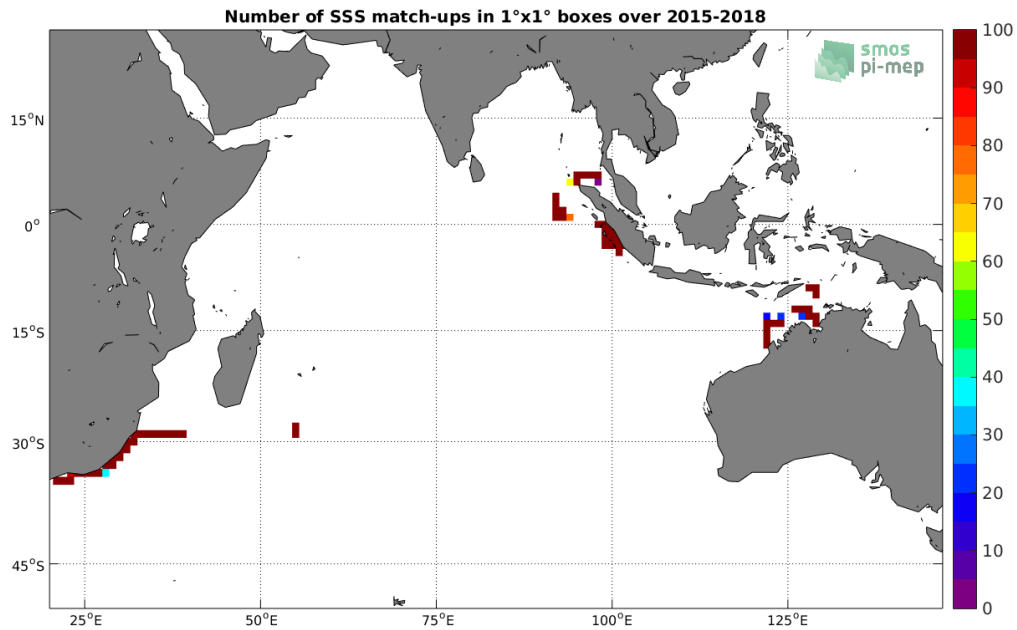 Number of SSS match-ups in 1°x1° boxes over 2015-2018
smos
pi-mep
100
90
80
70
60
50
40
30
20
10
0
15°N
0°
15°S
30°S
45°S
25°E
50°E
75°E
100°E
125°E